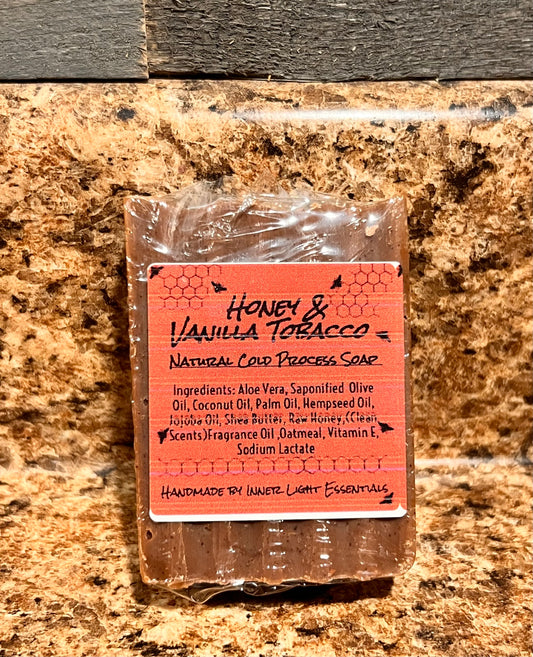 Honey &
Vanilla Tobacco
Natural Cold Process Soap
Ingredients: Aloe Vera, Saponified Olive
Oil, Coconut Oil, Palm Oil, Hempseed Oil,
Jojoba Oil, Shea Butter, Raw Honey,(Clean
Scents)Fragrance Oil ,Oatmeal, Vitamin E,
Sodium Lactate
Handmade by Inner Light Essentials